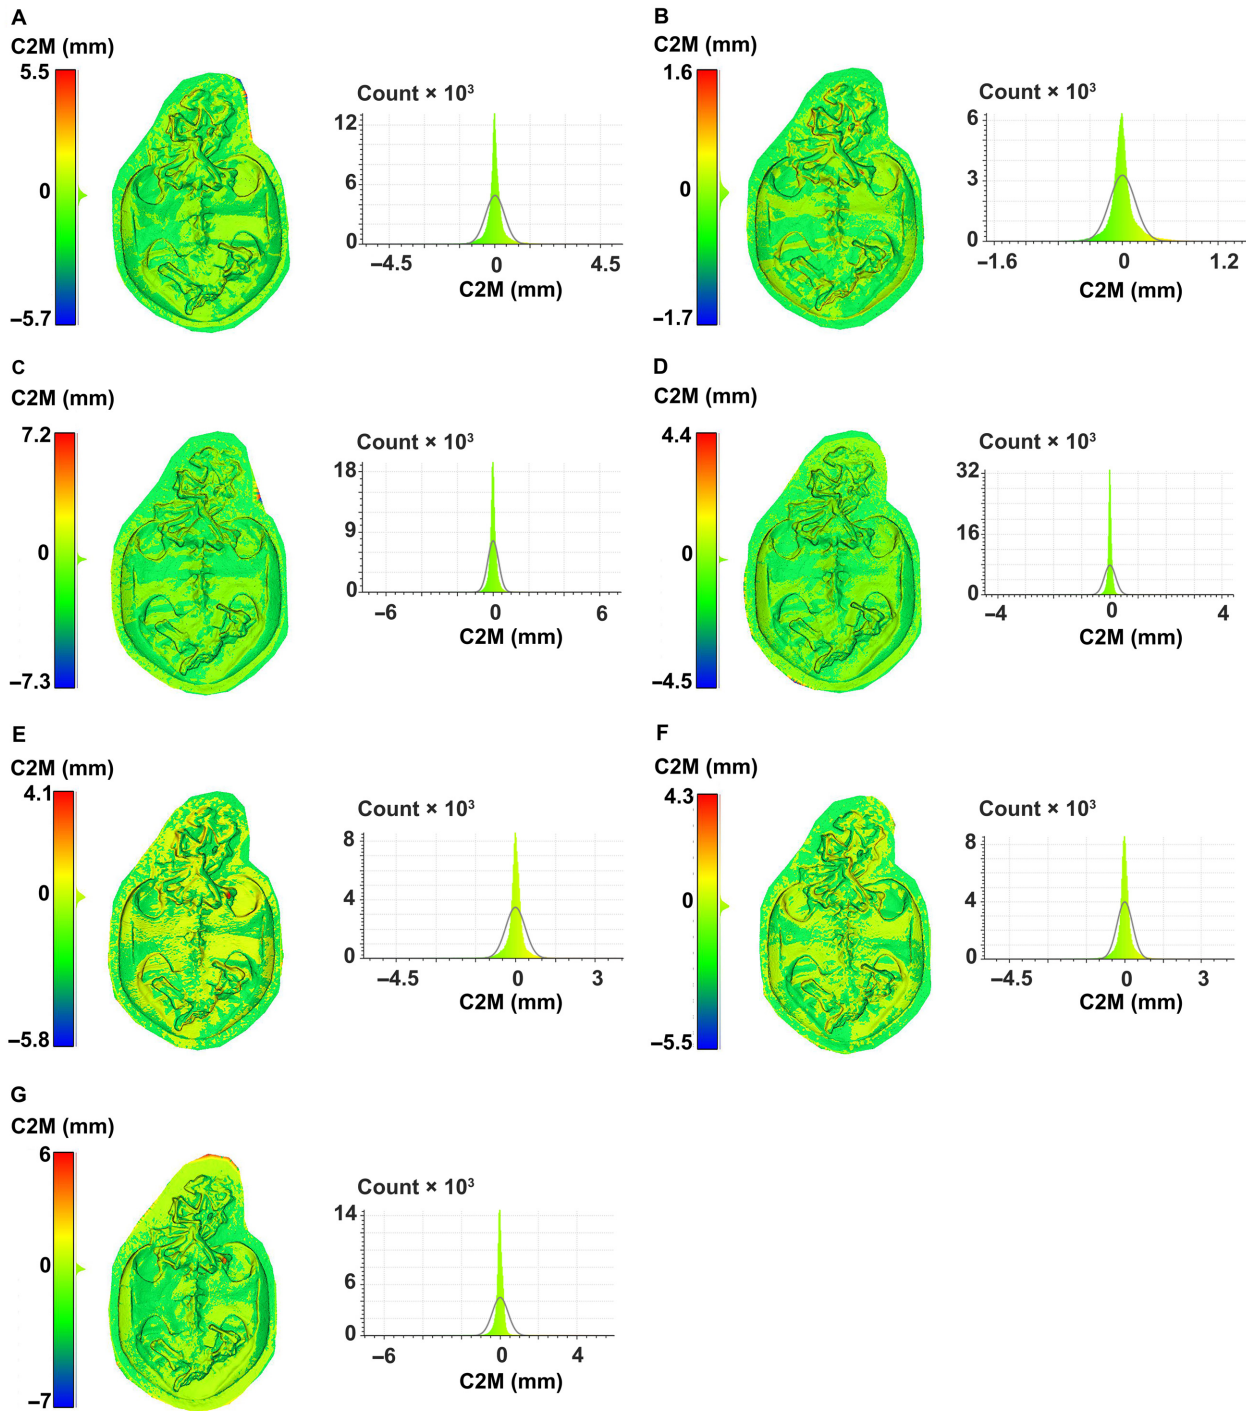 A
C2M (mm)
5.5
0
–5.7
Count × 10³
12
6
0
–4.5 0 4.5
C2M (mm)
B
C2M (mm)
1.6
0
–1.7
Count × 10³
6
3
0
–1.6 0 1.2
C2M (mm)
C
C2M (mm)
7.2
0
–7.3
Count × 10³
18
9
0
–6 0 6
C2M (mm)
D
C2M (mm)
4.4
0
–4.5
Count × 10³
32
16
0
–4 0 4
C2M (mm)
E
C2M (mm)
4.1
0
–5.8
Count × 10³
8
4
0
–4.5 0 3
C2M (mm)
F
C2M (mm)
4.3
0
–5.5
Count × 10³
8
4
0
–4.5 0 3
C2M (mm)
G
C2M (mm)
6
0
–7
Count × 10³
14
6
0
–6 0 4
C2M (mm)